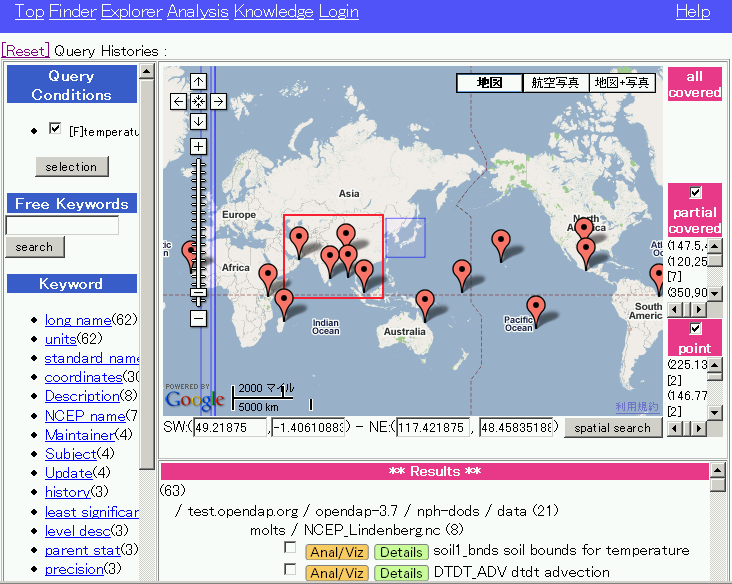 Top Finder Explorer Analysis Knowledge Login Help
[Reset] Query Histories :
Query
Conditions
[F]temperatu
selection
Free Keywords
search
Keyword
long name(62)
units(62)
standard name
coordinates(30
Description(8)
NCEP name(7
Maintainer(4)
Subject(4)
Update(4)
history(3)
least significan
level desc(3)
parent stat(3)
precision(3)
地図 航空写真 地図+写真
Asia
Europe
Africa
North
America
Indian
Ocean
Australia
Pacific
Ocean
South
Americ
POWERED BY
Google
2000 マイル
5000 km
利用規約
SW:(49.21875 ,-1.40610883) - NE:(117.421875 , 48.45835188) spatial search
all
covered
partial
covered
(147.5,4
(120,25
[7]
(350,90
point
(225.13
[2]
(146.77
[2]
** Results **
(63)
/ test.opendap.org / opendap-3.7 / nph-dods / data (21)
molts / NCEP_Lindenberg.nc (8)
Anal/Viz Details soil1_bnds soil bounds for temperature
Anal/Viz Details DTDT_ADV dtdt advection